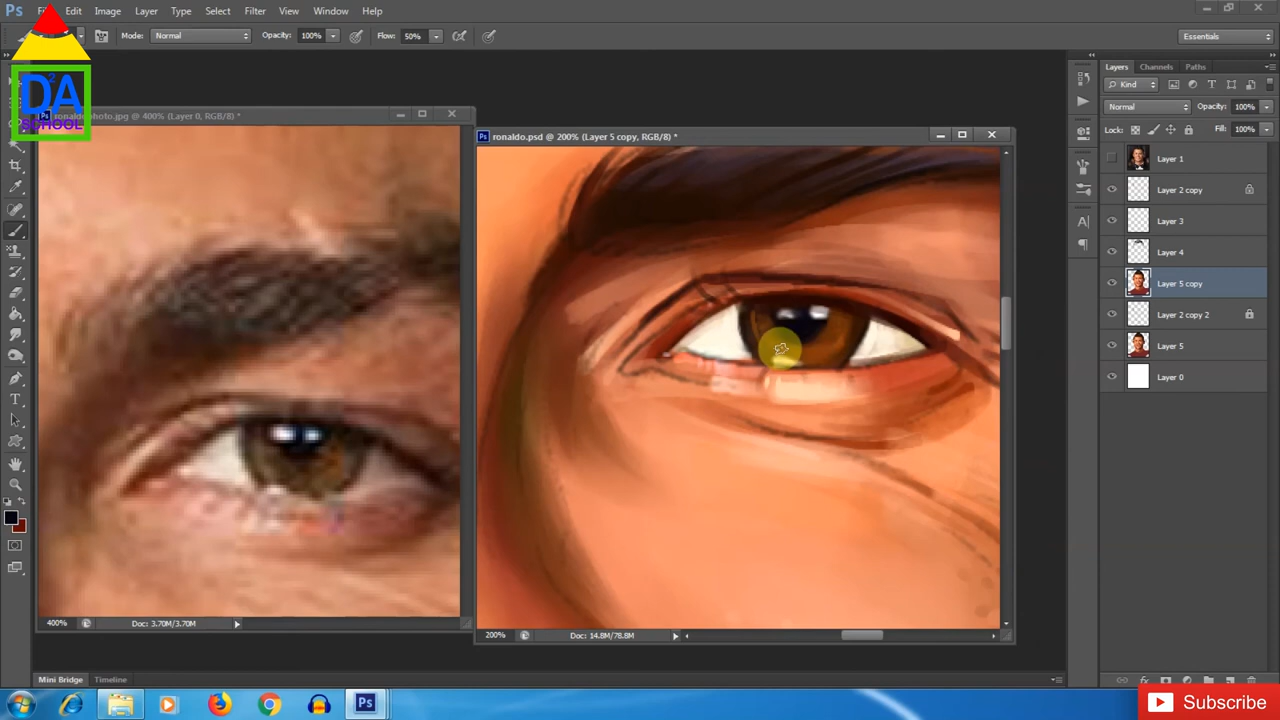 Ps Edit Image Layer Type Select Filter View Window Help
Mode: Normal Opacity: 100% Flow: 50% Essentials
D2A
SCHOOL
ronaldophoto.jpg @ 400% (Layer 0, RGB/8) *
ronaldo.psd @ 200% (Layer 5 copy, RGB/8) *
Layers Channels Paths
Kind
Normal Opacity: 100%
Lock: Fill: 100%
Layer 1
Layer 2 copy
Layer 3
Layer 4
Layer 5 copy
Layer 2 copy 2
Layer 5
Layer 0
400% Doc: 3.70M/3.70M
200% Doc: 14.8M/78.8M
Mini Bridge Timeline
Ps
Subscribe